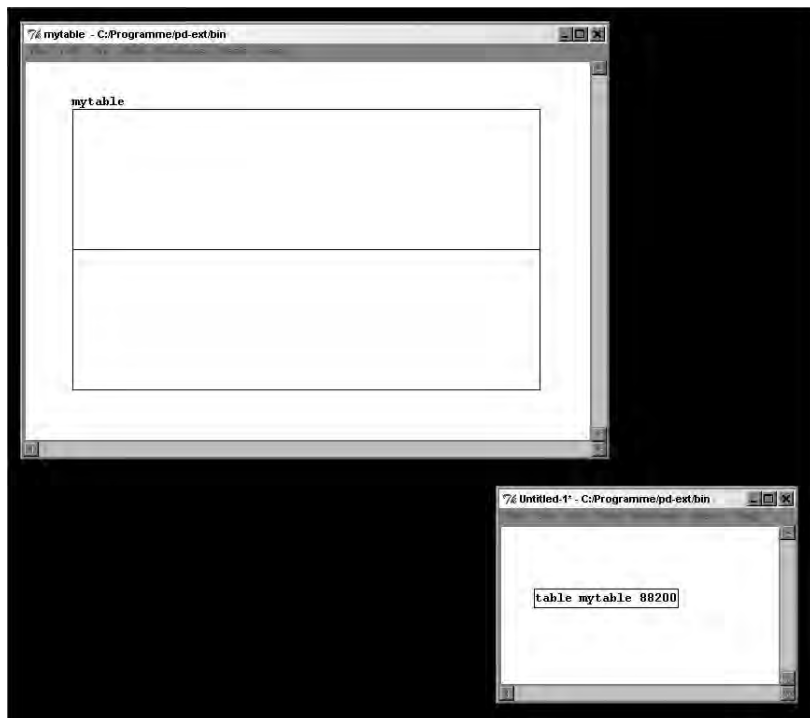 mytable - C:/Programme/pd-ext/bin
mytable
Untitled-1* - C:/Programme/pd-ext/bin
table mytable 88200